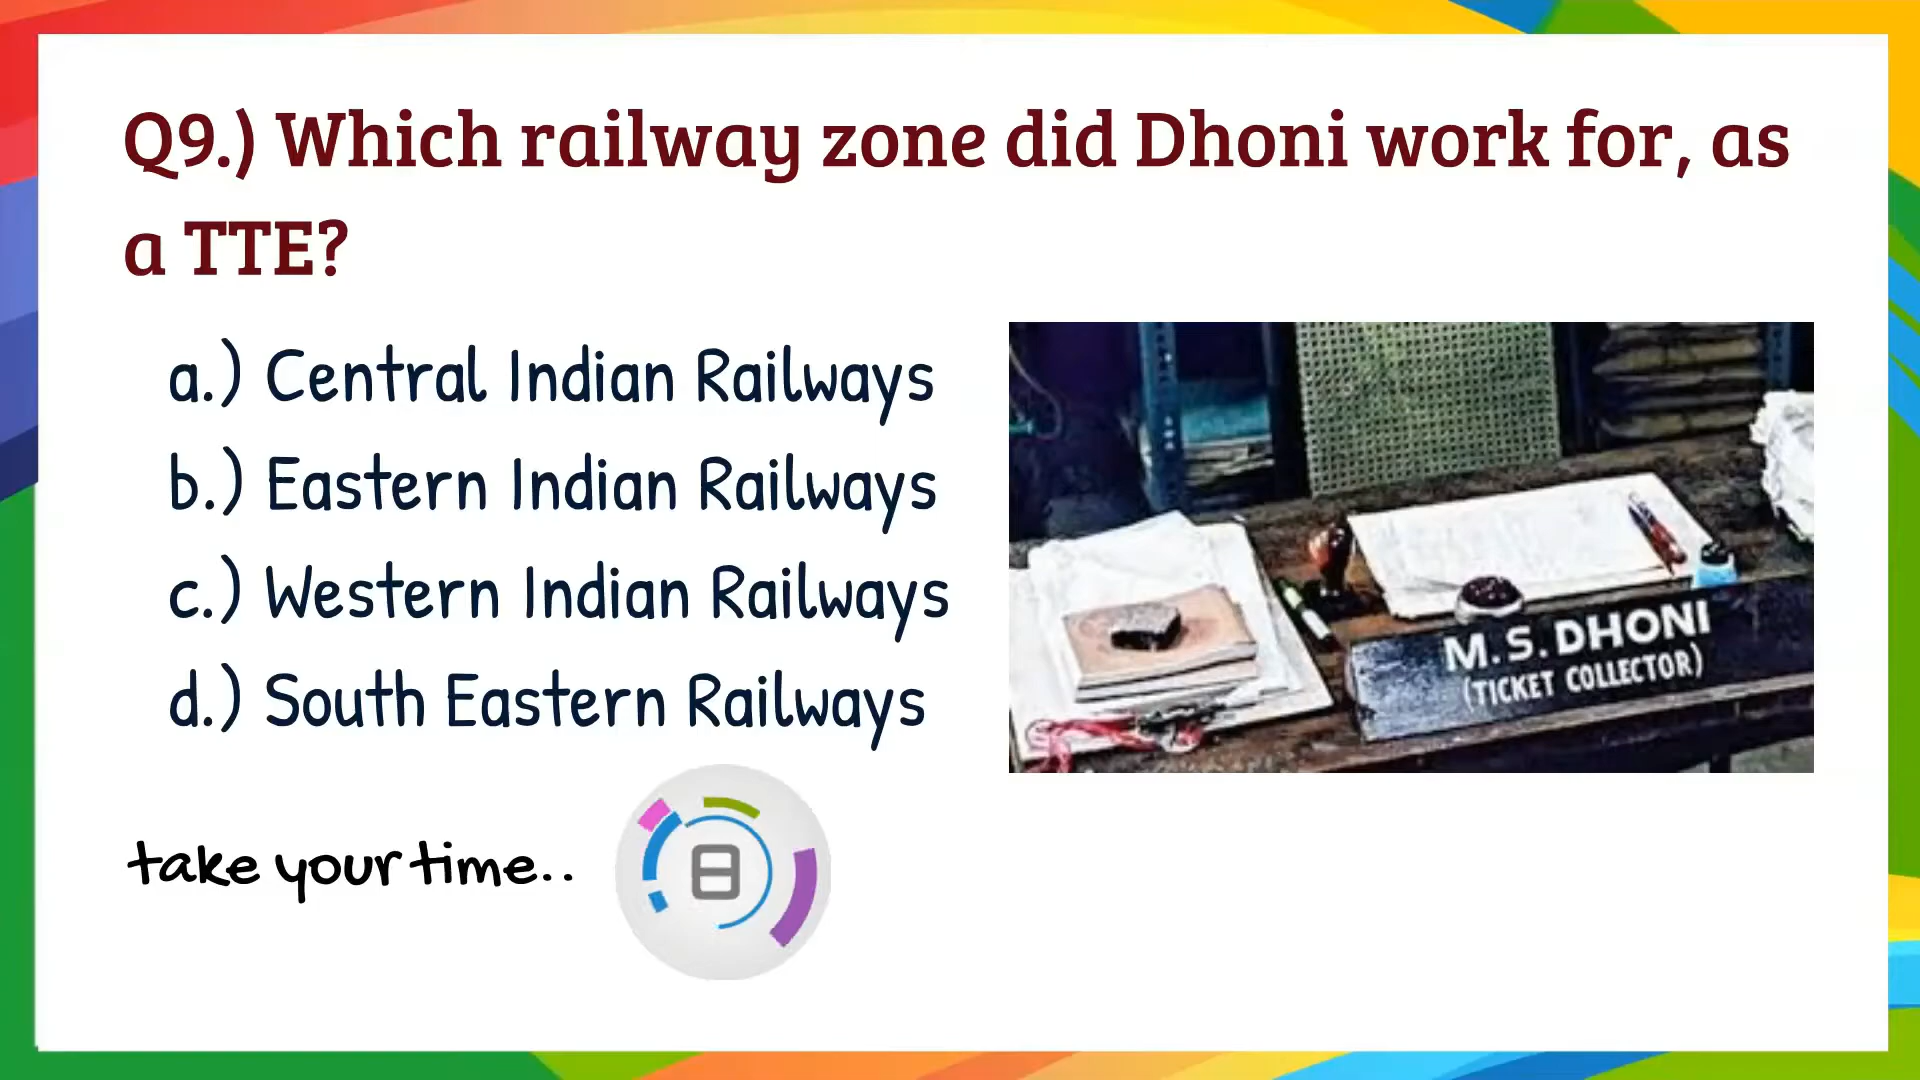 Q9.) Which railway zone did Dhoni work for, as
a TTE?
a.) Central Indian Railways
b.) Eastern Indian Railways
c.) Western Indian Railways
d.) South Eastern Railways
M.S.DHONI
(TICKET COLLECTOR)
take your time..
8